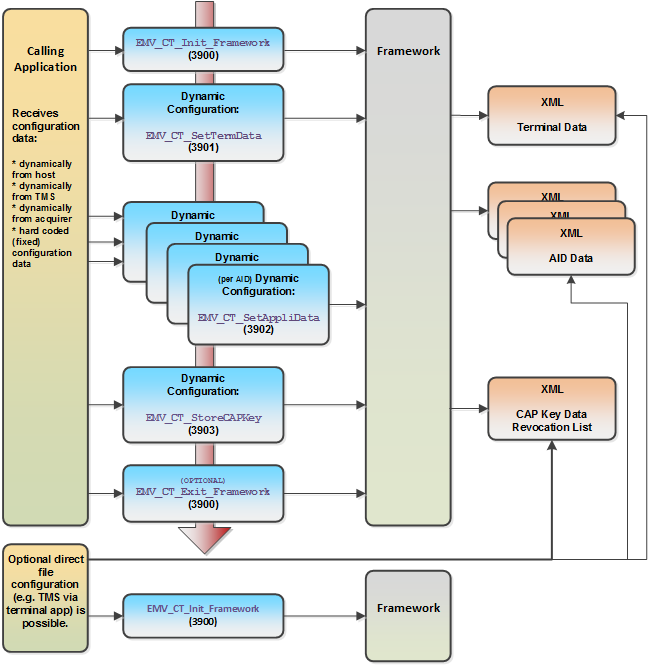 Calling
Application
Receives
configuration
data:
* dynamically
from host
* dynamically
from TMS
* dynamically
from acquirer
* hard coded
(fixed)
configuration
data
EMV_CT_Init_Framework
(3900)
Dynamic
Configuration:
EMV_CT_SetTermData
(3901)
Dynamic
Dynamic
Dynamic
(per AID) Dynamic
Configuration:
EMV_CT_SetAppliData
(3902)
Dynamic
Configuration:
EMV_CT_StoreCAPKey
(3903)
(OPTIONAL)
EMV_CT_Exit_Framework
(3900)
Framework
XML
Terminal Data
XML
XML
XML
AID Data
XML
CAP Key Data
Revocation List
Optional direct
file
configuration
(e.g. TMS via
terminal app) is
possible.
EMV_CT_Init_Framework
(3900)
Framework